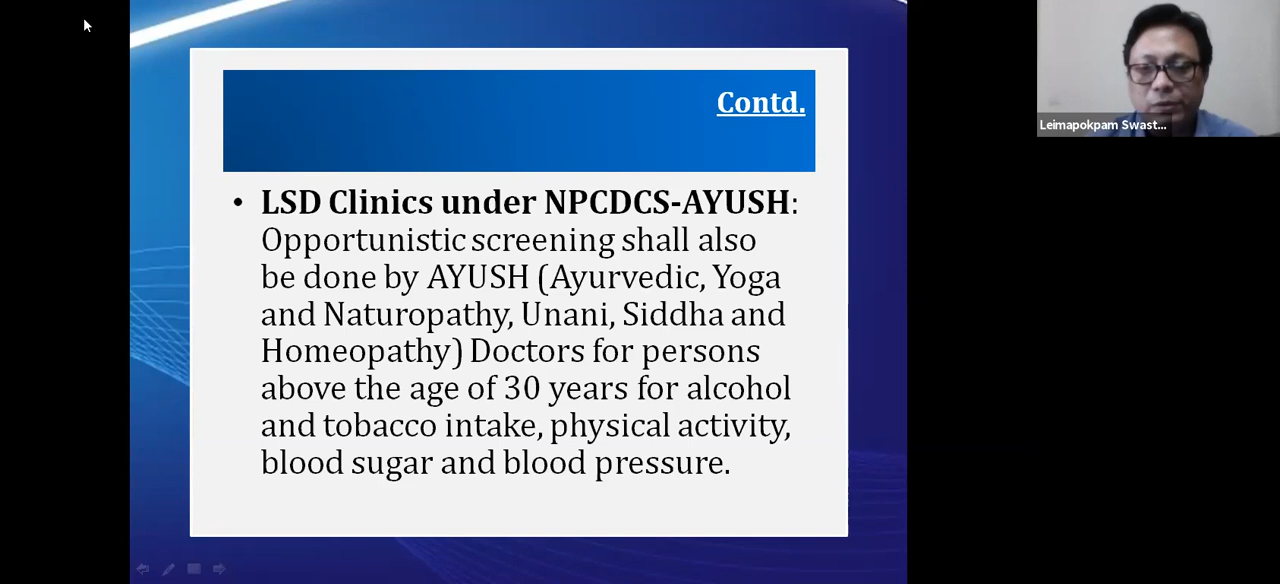 Contd.
• LSD Clinics under NPCDCS-AYUSH:
Opportunistic screening shall also
be done by AYUSH (Ayurvedic, Yoga
and Naturopathy, Unani, Siddha and
Homeopathy) Doctors for persons
above the age of 30 years for alcohol
and tobacco intake, physical activity,
blood sugar and blood pressure.
Leimapokpam Swast...